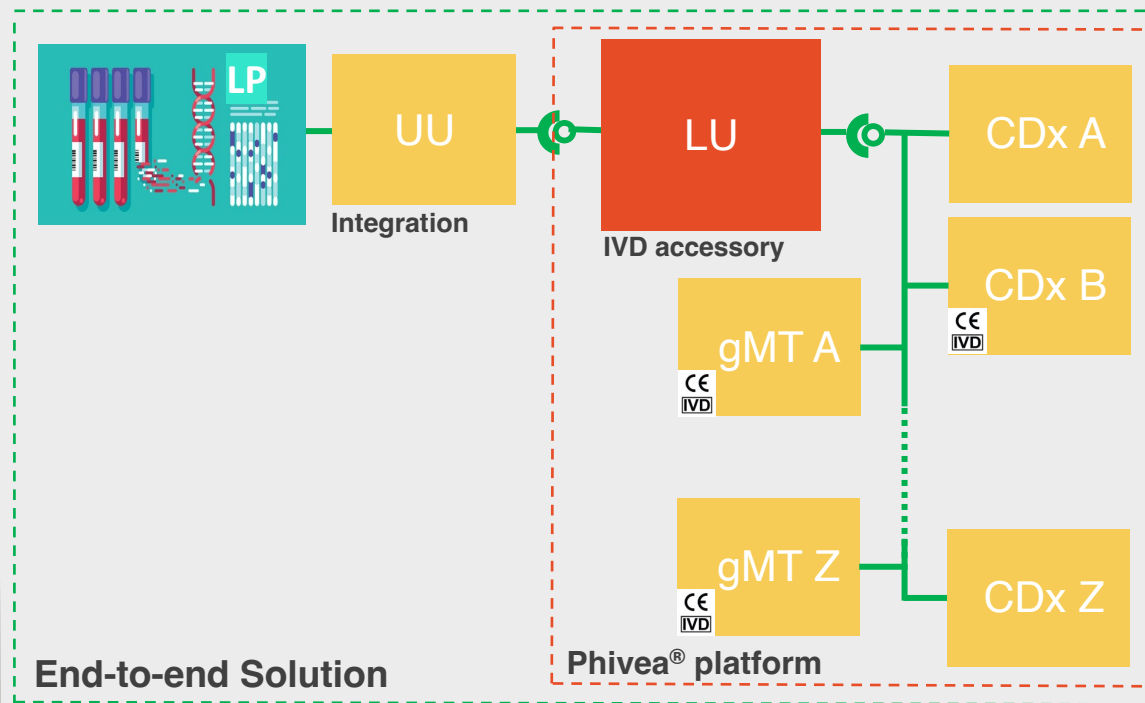 LP
UU
Integration
LU
IVD accessory
CDx A
CDx B
CE
IVD
gMT A
CE
IVD
gMT Z
CE
IVD
CDx Z
End-to-end Solution
Phivea® platform